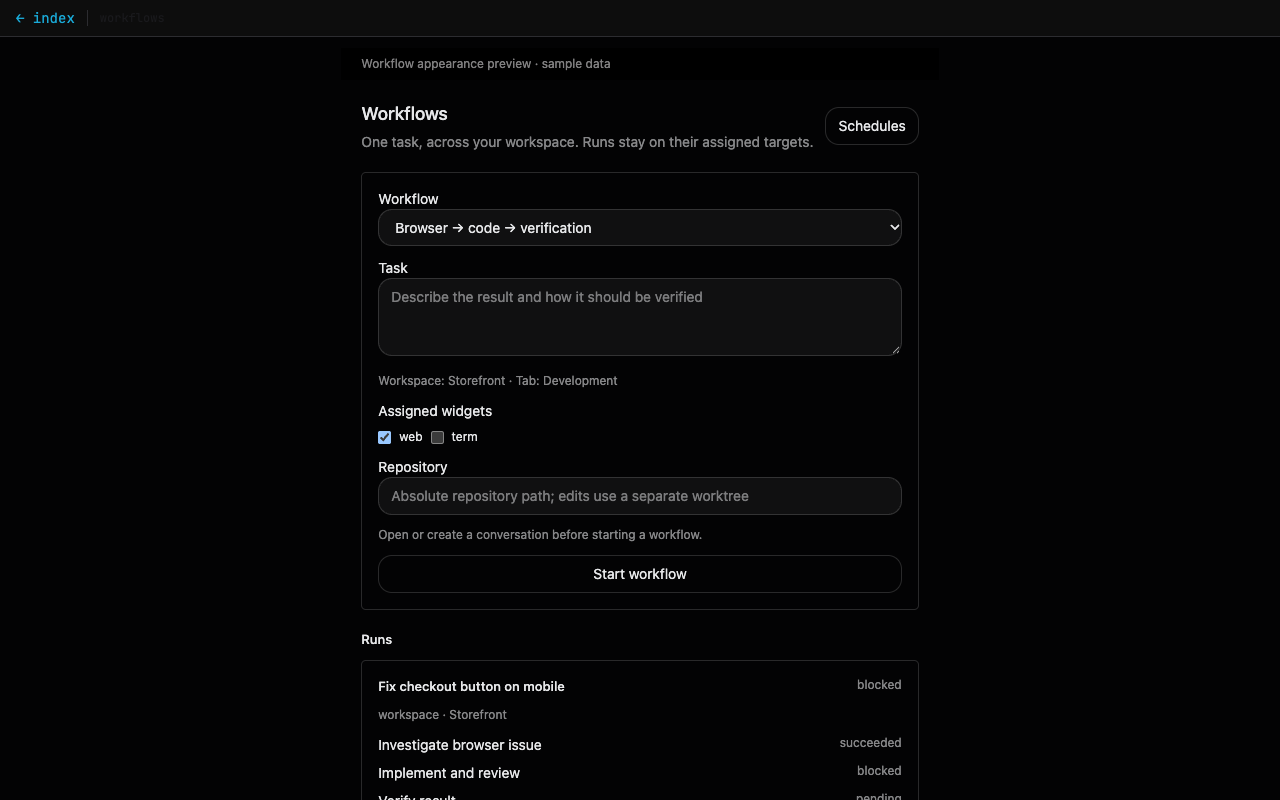 ← index
workflows
Workflow appearance preview · sample data
Workflows
Schedules
One task, across your workspace. Runs stay on their assigned targets.
Workflow
Browser → code → verification
Task
Describe the result and how it should be verified
Workspace: Storefront · Tab: Development
Assigned widgets
web term
Repository
Absolute repository path; edits use a separate worktree
Open or create a conversation before starting a workflow.
Start workflow
Runs
Fix checkout button on mobile blocked
workspace · Storefront
Investigate browser issue succeeded
Implement and review blocked
Verify result pending